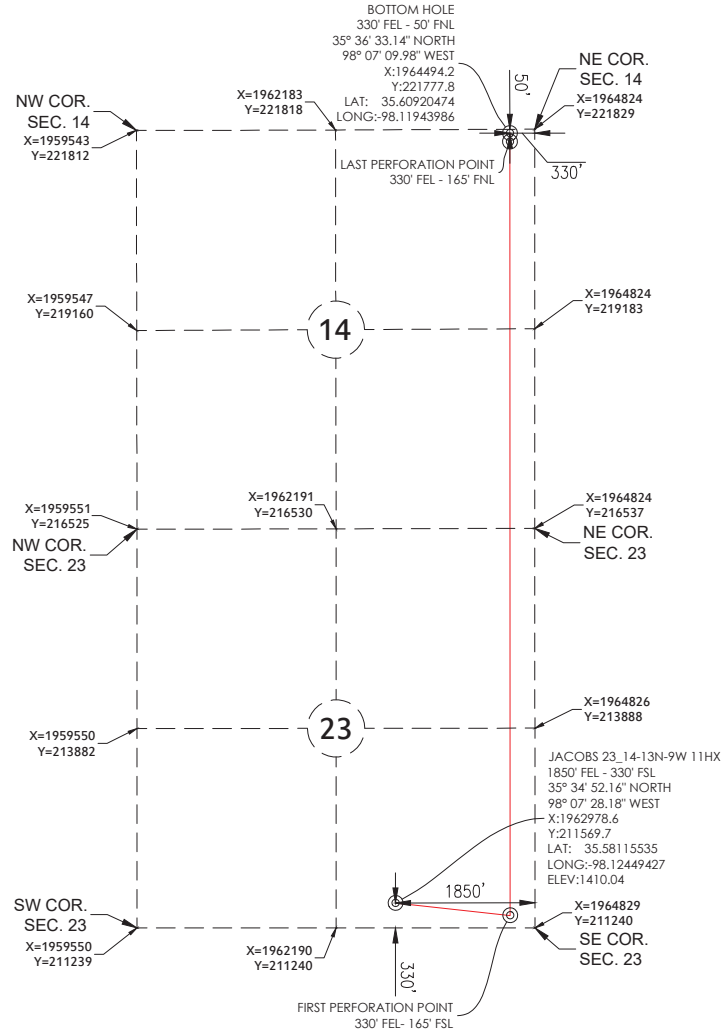 BOTTOM HOLE
330' FEL - 50' FNL
35° 36' 33.14" NORTH
98° 07' 09.98" WEST
X:1964494.2
Y:221777.8
LAT: 35.60920474
LONG:-98.11943986
50'
NE COR.
SEC. 14
X=1964824
Y=221829
NW COR.
SEC. 14
X=1959543
Y=221812
X=1962183
Y=221818
LAST PERFORATION POINT
330' FEL - 165' FNL
330'
X=1959547
Y=219160
14
X=1964824
Y=219183
X=1959551
Y=216525
NW COR.
SEC. 23
X=1962191
Y=216530
X=1964824
Y=216537
NE COR.
SEC. 23
X=1959550
Y=213882
23
X=1964826
Y=213888
JACOBS 23_14-13N-9W 11HX
1850' FEL - 330' FSL
35° 34' 52.16" NORTH
98° 07' 28.18" WEST
X:1962978.6
Y:211569.7
LAT: 35.58115535
LONG:-98.12449427
ELEV:1410.04
1850'
SW COR.
SEC. 23
X=1959550
Y=211239
X=1962190
Y=211240
330'
X=1964829
Y=211240
SE COR.
SEC. 23
FIRST PERFORATION POINT
330' FEL- 165' FSL